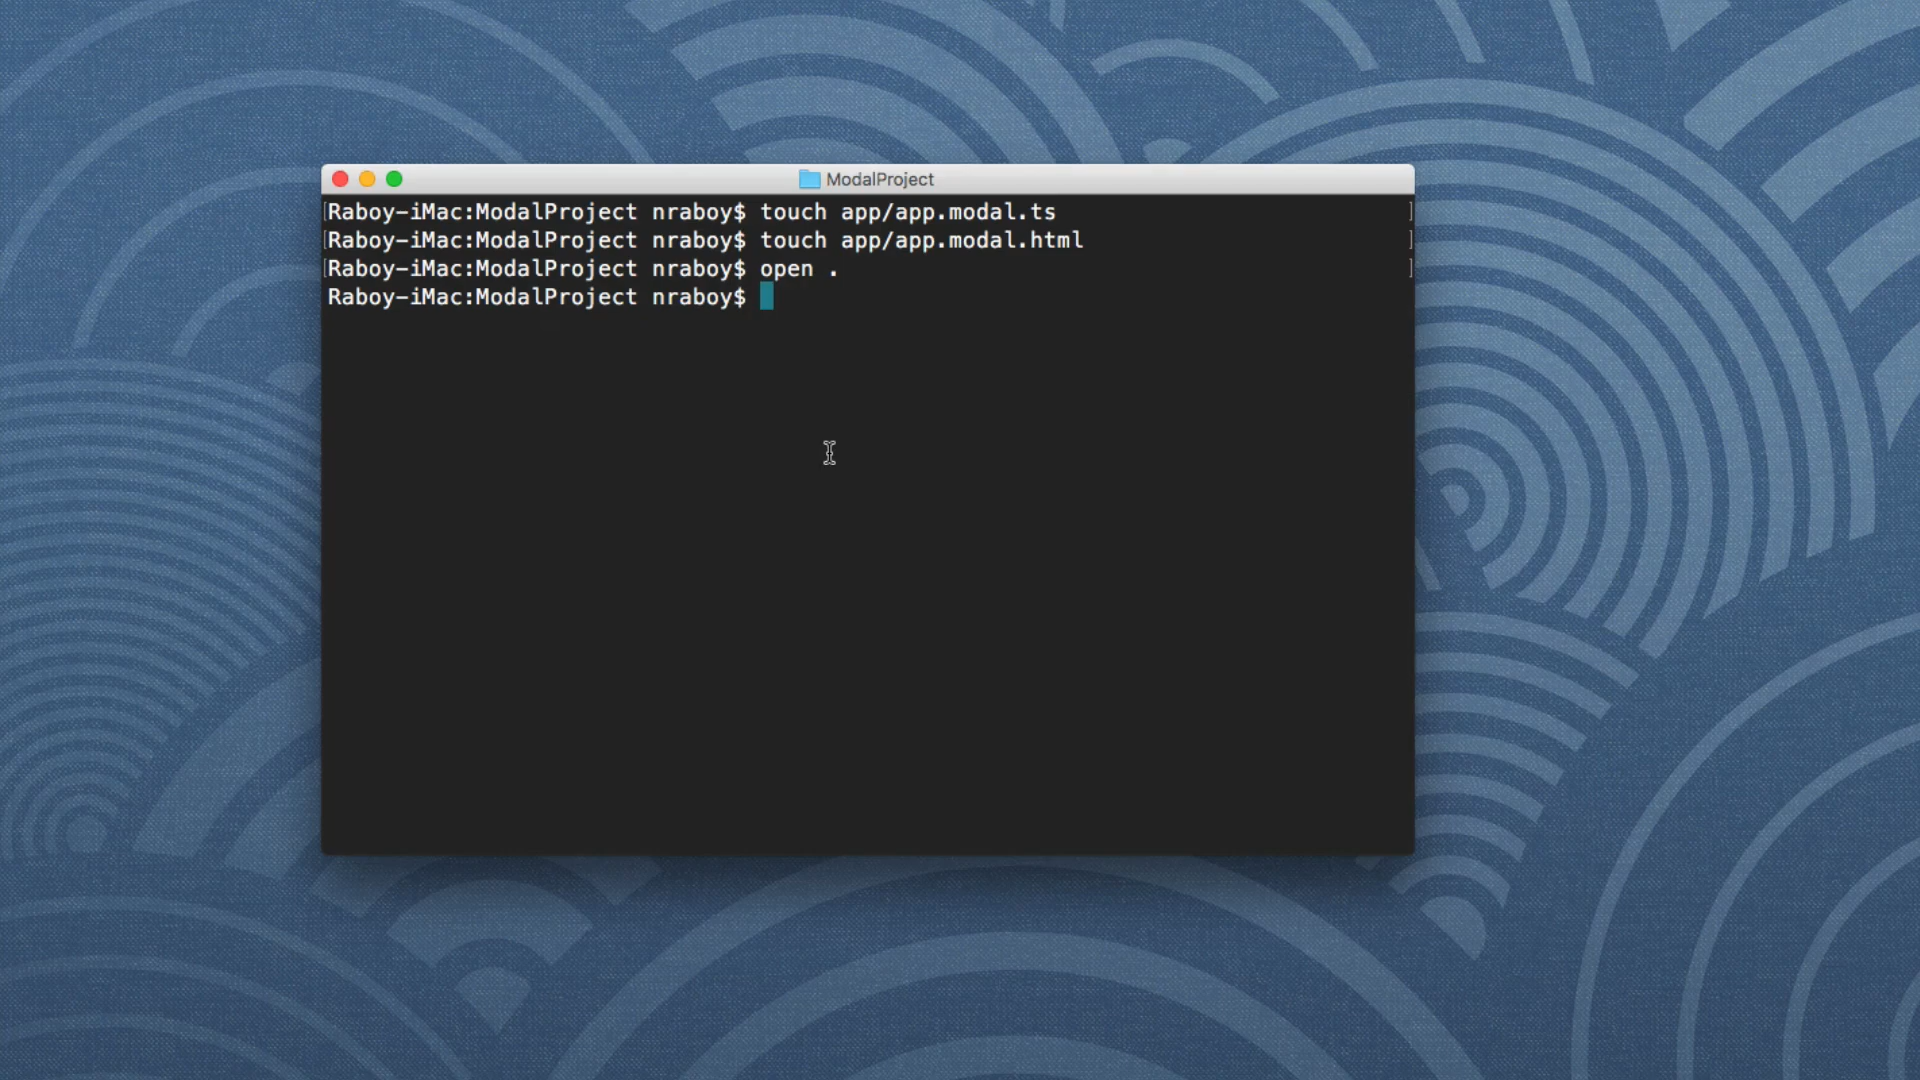 ModalProject
[Raboy-iMac:ModalProject nraboy$ touch app/app.modal.ts ]
[Raboy-iMac:ModalProject nraboy$ touch app/app.modal.html ]
[Raboy-iMac:ModalProject nraboy$ open . ]
Raboy-iMac:ModalProject nraboy$